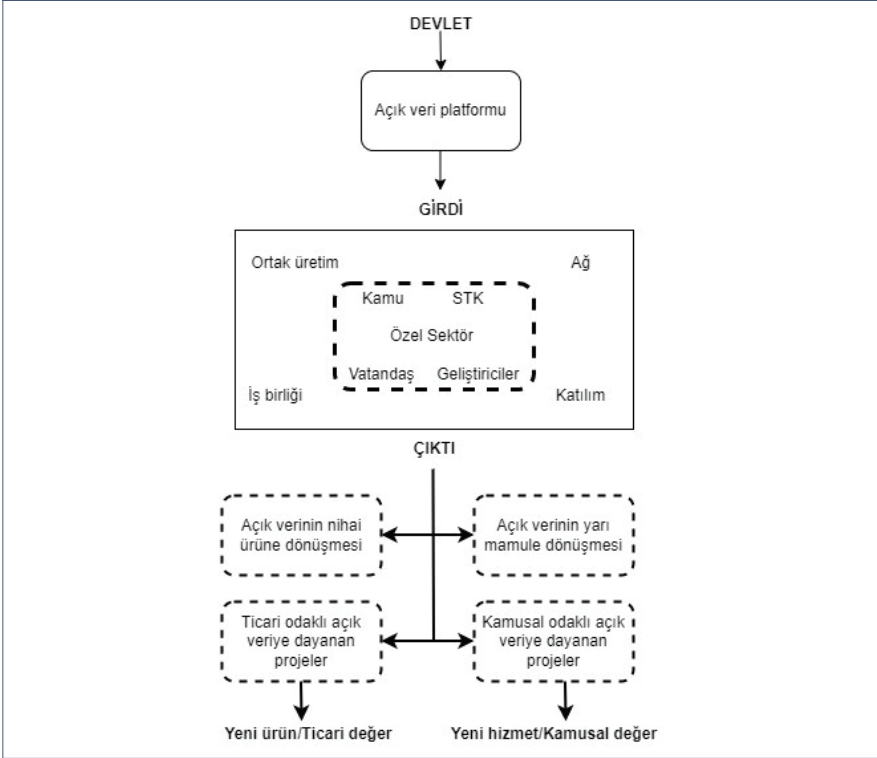 DEVLET
Açık veri platformu
GİRDİ
Ortak üretim
Ağ
Kamu
STK
Özel Sektör
Vatandaş
Geliştiriciler
İş birliği
Katılım
ÇIKTI
Açık verinin nihai
ürüne dönüşmesi
Açık verinin yarı
mamule dönüşmesi
Ticari odaklı açık
veriye dayanan
projeler
Kamusal odaklı açık
veriye dayanan
projeler
Yeni ürün/Ticari değer
Yeni hizmet/Kamusal değer